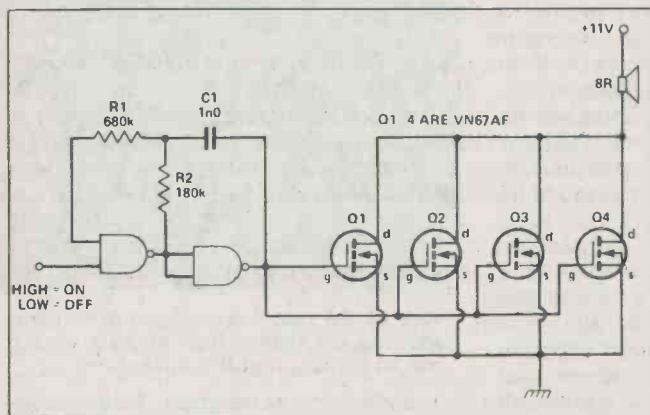 +11V
8R
R1
680k
C1
1n0
Q1 4 ARE VN67AF
R2
180k
Q1
Q2
Q3
Q4
d
d
d
d
g
g
g
g
s
s
s
s
HIGH = ON
LOW = DFF